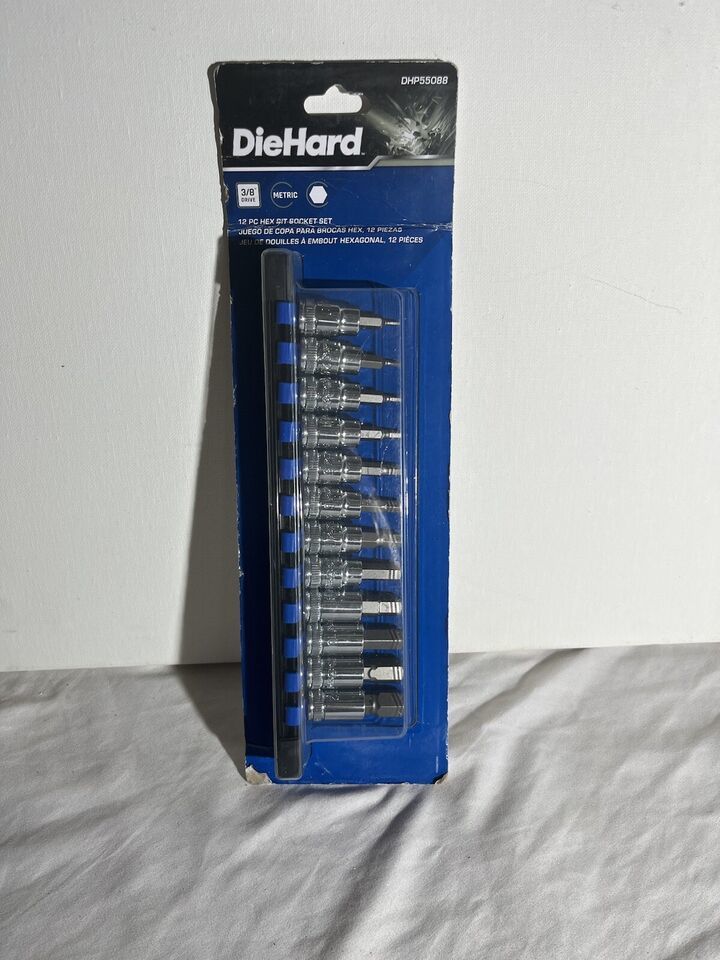 DHP55088
DieHard™
3/8" DRIVE
METRIC
12 PC HEX BIT SOCKET SET
JUEGO DE COPA PARA BROCAS HEX, 12 PIEZAS
JEU DE DOUILLES À EMBOUT HEXAGONAL, 12 PIÈCES